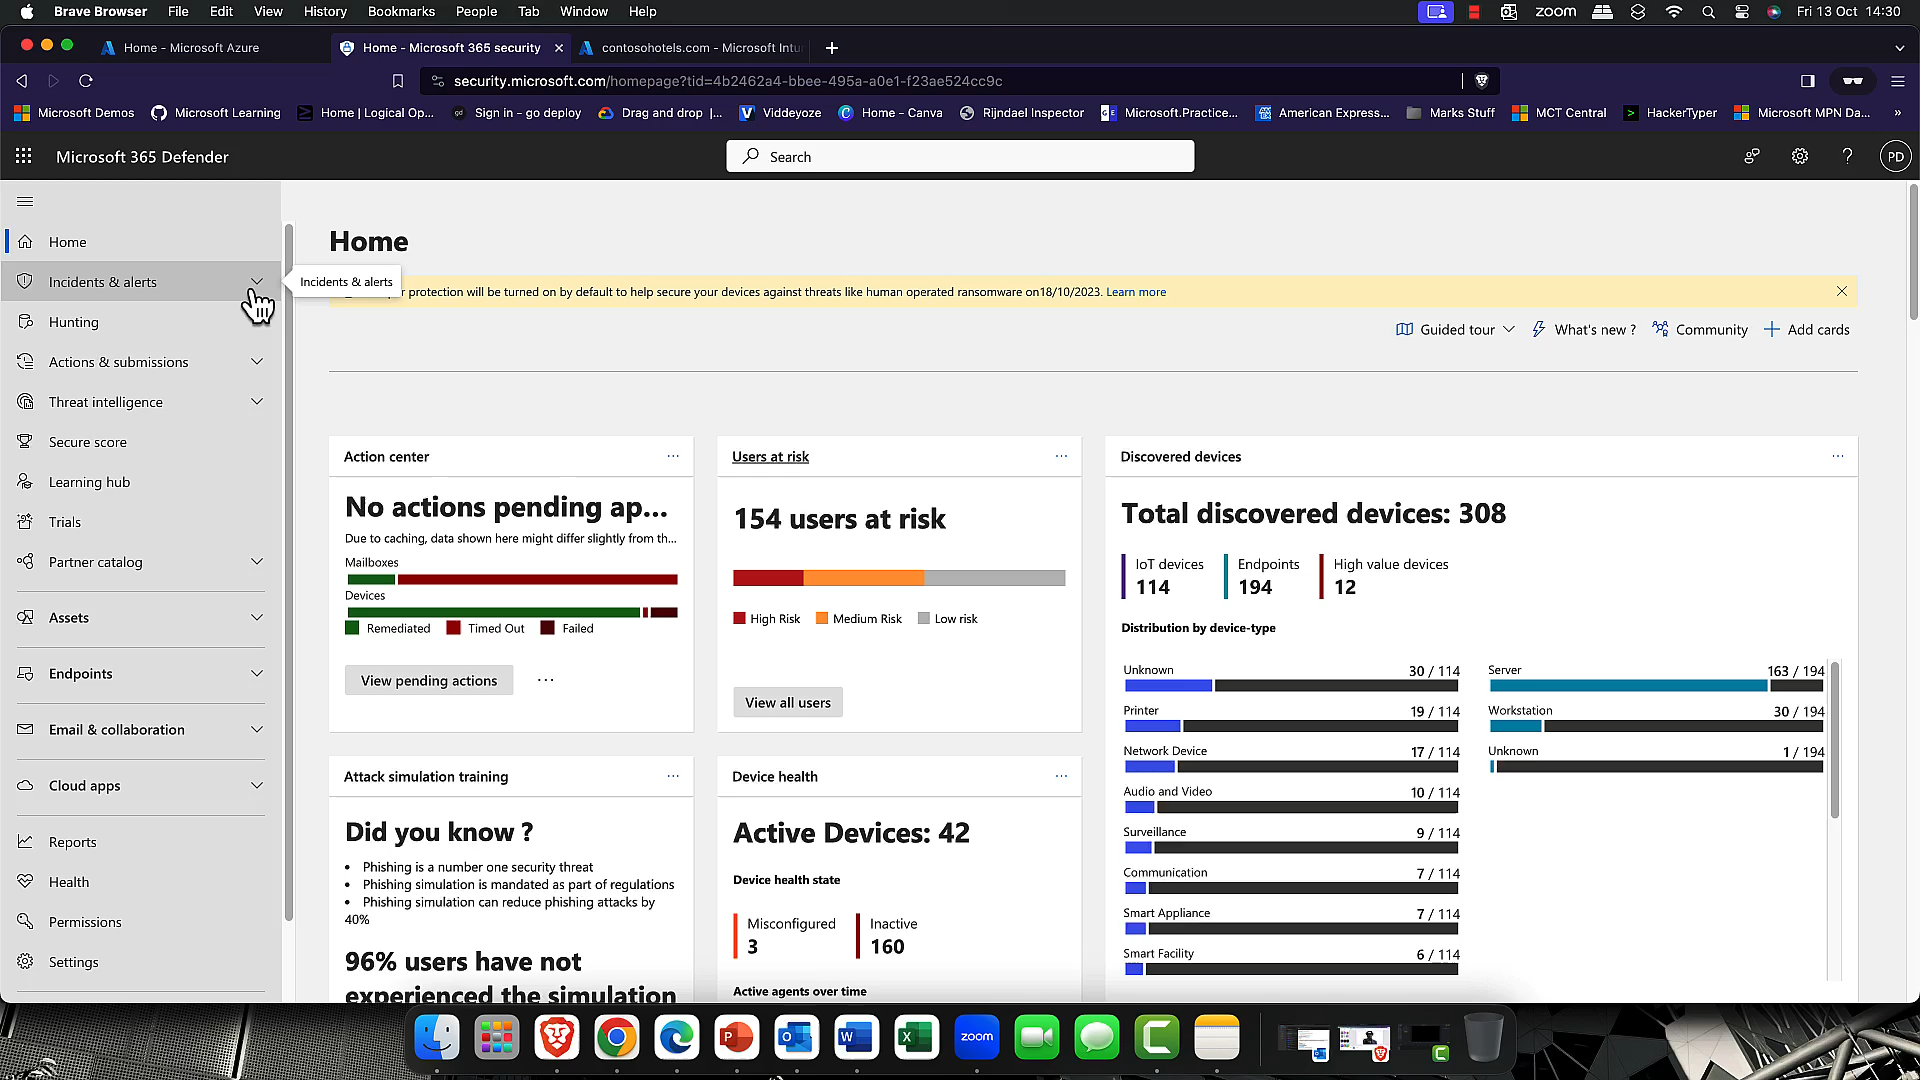 Brave Browser File Edit View History Bookmarks People Tab Window Help
zoom Fri 13 Oct 14:30
Home - Microsoft Azure
Home - Microsoft 365 security
contosohotels.com - Microsoft Intu
security.microsoft.com/homepage?tid=4b2462a4-bbee-495a-a0e1-f23ae524cc9c
Microsoft Demos Microsoft Learning Home | Logical Op... Sign in - go deploy Drag and drop |... Viddeyoze Home - Canva Rijndael Inspector Microsoft.Practice... American Express... Marks Stuff MCT Central HackerTyper Microsoft MPN Da... »
Microsoft 365 Defender
Search
PD
Home
Incidents & alerts
Hunting
Actions & submissions
Threat intelligence
Secure score
Learning hub
Trials
Partner catalog
Assets
Endpoints
Email & collaboration
Cloud apps
Reports
Health
Permissions
Settings
Incidents & alerts
Home
protection will be turned on by default to help secure your devices against threats like human operated ransomware on18/10/2023. Learn more
Guided tour What's new ? Community Add cards
Action center
No actions pending ap...
Due to caching, data shown here might differ slightly from th...
Mailboxes
Devices
Remediated Timed Out Failed
View pending actions
Users at risk
154 users at risk
High Risk Medium Risk Low risk
View all users
Discovered devices
Total discovered devices: 308
IoT devices Endpoints High value devices
114 194 12
Distribution by device-type
Unknown 30 / 114
Printer 19 / 114
Network Device 17 / 114
Audio and Video 10 / 114
Surveillance 9 / 114
Communication 7 / 114
Smart Appliance 7 / 114
Smart Facility 6 / 114
Server 163 / 194
Workstation 30 / 194
Unknown 1 / 194
Attack simulation training
Did you know ?
• Phishing is a number one security threat
• Phishing simulation is mandated as part of regulations
• Phishing simulation can reduce phishing attacks by
40%
96% users have not
experienced the simulation
Device health
Active Devices: 42
Device health state
Misconfigured Inactive
3 160
Active agents over time
zoom